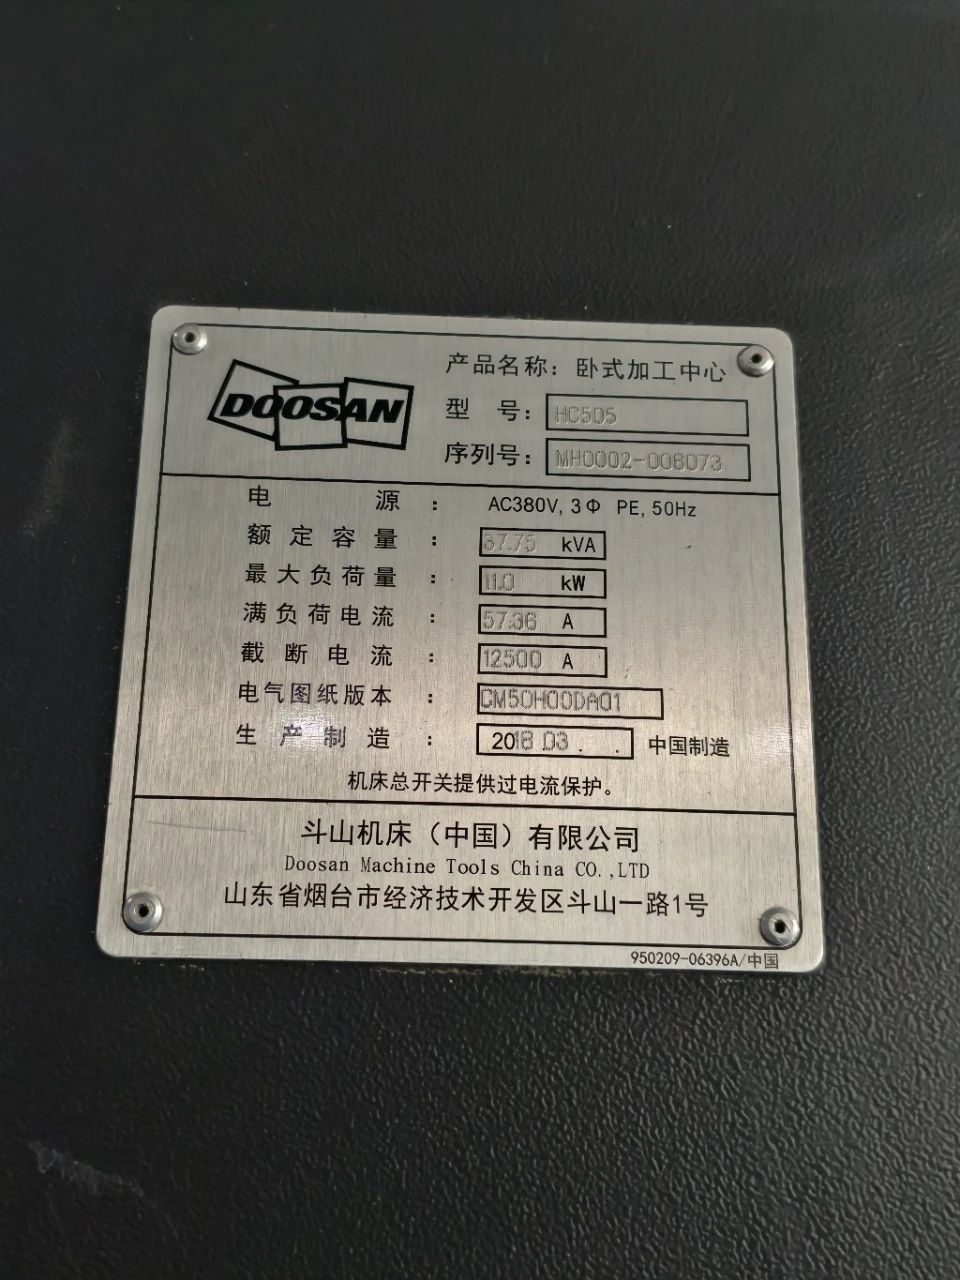 DOOSAN
产品名称：卧式加工中心
型 号：HC505
序列号：MH0002-006073
电 源 ： AC380V, 3Φ PE, 50Hz
额定容量 ： 37.75 kVA
最大负荷量 ： 11.0 kW
满负荷电流 ： 57.36 A
截断电流 ： 12500 A
电气图纸版本 ： CM50H00DA01
生产制造 ： 2018 03 . . 中国制造
机床总开关提供过电流保护。
斗山机床（中国）有限公司
Doosan Machine Tools China CO.,LTD
山东省烟台市经济技术开发区斗山一路1号
950209-06396A/中国